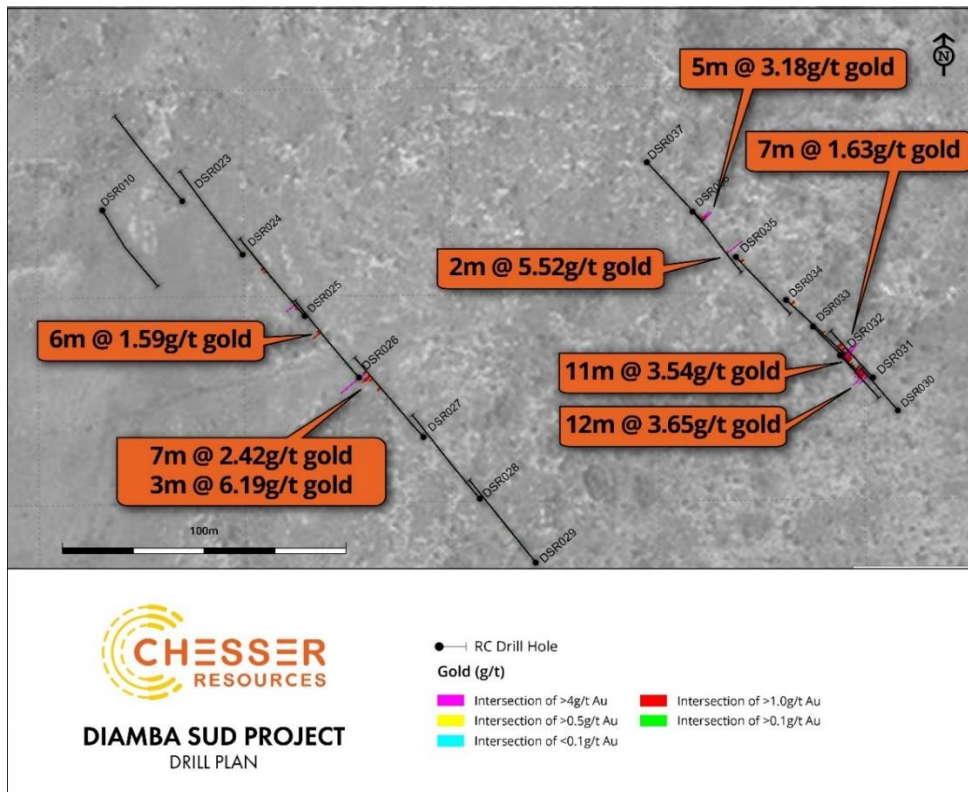 5m @ 3.18g/t gold
N
7m @ 1.63g/t gold
DSR037
DSR023
DSR010
DSR036
DSR024
DSR035
2m @ 5.52g/t gold
DSR034
DSR025
DSR033
6m @ 1.59g/t gold
DSR032
DSR026
DSR031
11m @ 3.54g/t gold
DSR030
12m @ 3.65g/t gold
DSR027
7m @ 2.42g/t gold
3m @ 6.19g/t gold
DSR028
100m
DSR029
CHESSER
RESOURCES
DIAMBA SUD PROJECT
DRILL PLAN
RC Drill Hole
Gold (g/t)
Intersection of >4g/t Au
Intersection of >1.0g/t Au
Intersection of >0.5g/t Au
Intersection of >0.1g/t Au
Intersection of <0.1g/t Au